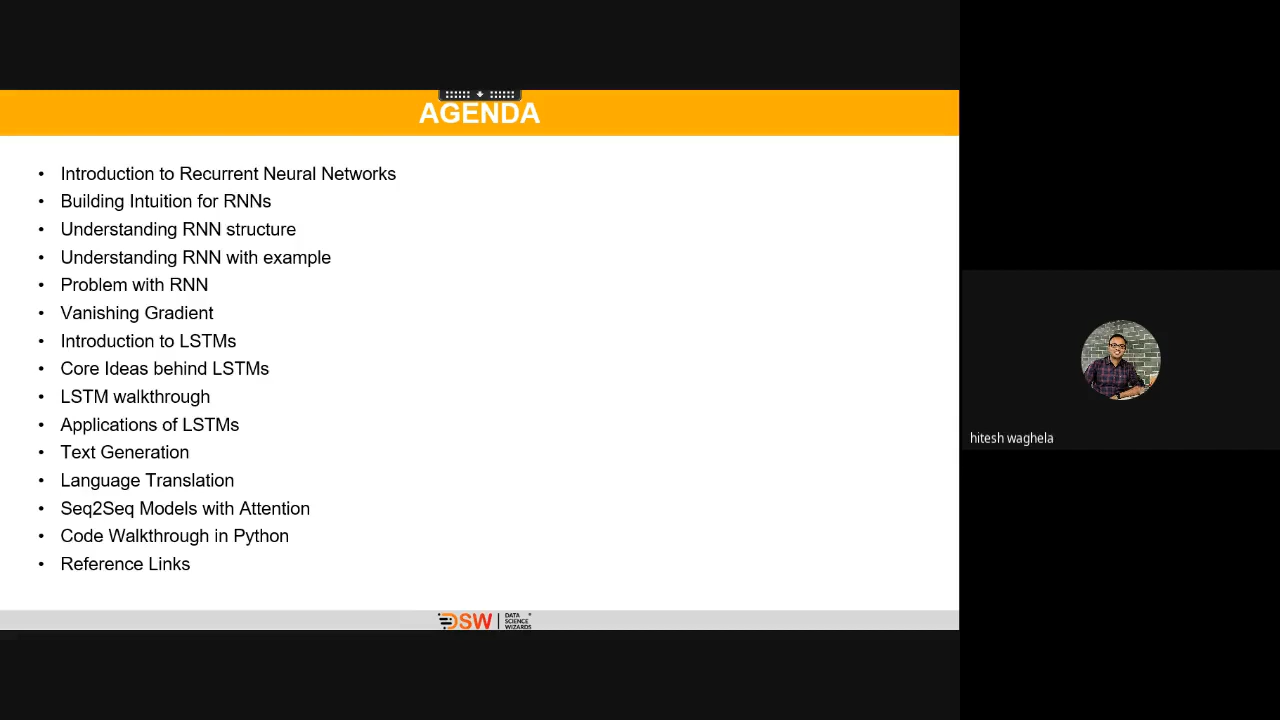 AGENDA
• Introduction to Recurrent Neural Networks
• Building Intuition for RNNs
• Understanding RNN structure
• Understanding RNN with example
• Problem with RNN
• Vanishing Gradient
• Introduction to LSTMs
• Core Ideas behind LSTMs
• LSTM walkthrough
• Applications of LSTMs
• Text Generation
• Language Translation
• Seq2Seq Models with Attention
• Code Walkthrough in Python
• Reference Links
hitesh waghela
DSW
DATA
SCIENCE
WIZARDS